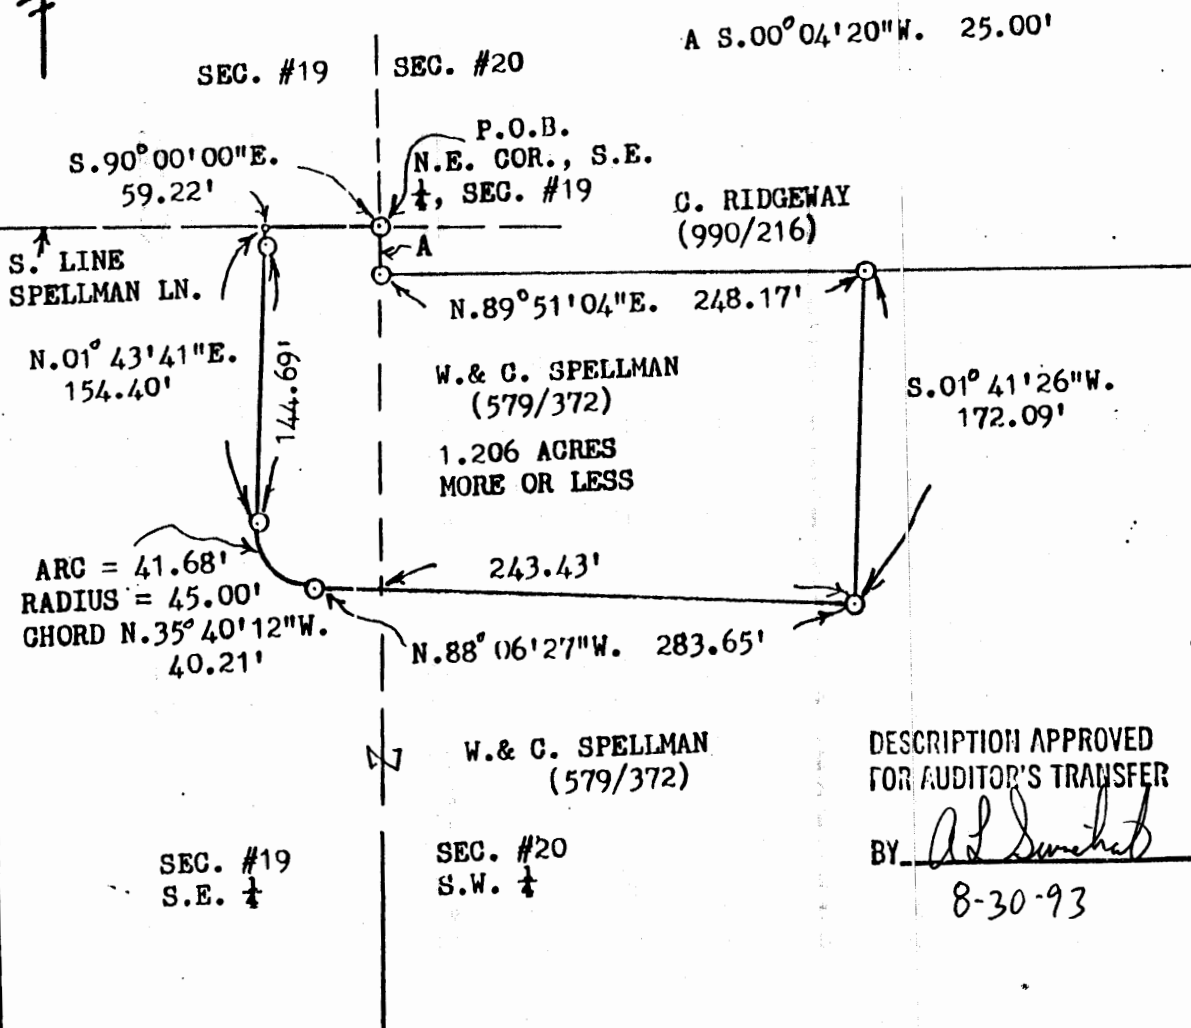 A S.00°04'20"W. 25.00'
SEC. #19
SEC. #20
P.O.B.
N.E. COR., S.E.
¼, SEC. #19
S.90°00'00"E.
59.22'
C. RIDGEWAY
(990/216)
A
S. LINE
SPELLMAN LN.
N.89°51'04"E. 248.17'
N.01°43'41"E.
154.40'
144.69'
W.& C. SPELLMAN
(579/372)
1.206 ACRES
MORE OR LESS
S.01°41'26"W.
172.09'
ARC = 41.68'
RADIUS = 45.00'
CHORD N.35°40'12"W.
40.21'
243.43'
N.88°06'27"W. 283.65'
W.& C. SPELLMAN
(579/372)
DESCRIPTION APPROVED
FOR AUDITOR'S TRANSFER
BY
8-30-93
SEC. #19
S.E. ¼
SEC. #20
S.W. ¼